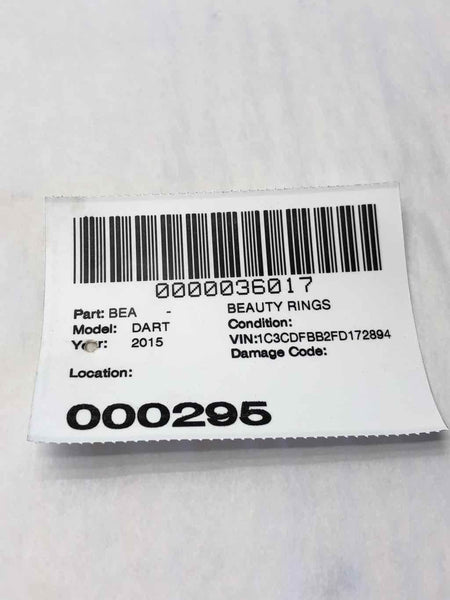 0000036017
Part: BEA - BEAUTY RINGS
Model: DART Condition:
Year: 2015 VIN:1C3CDFBB2FD172894
Damage Code:
Location:
000295